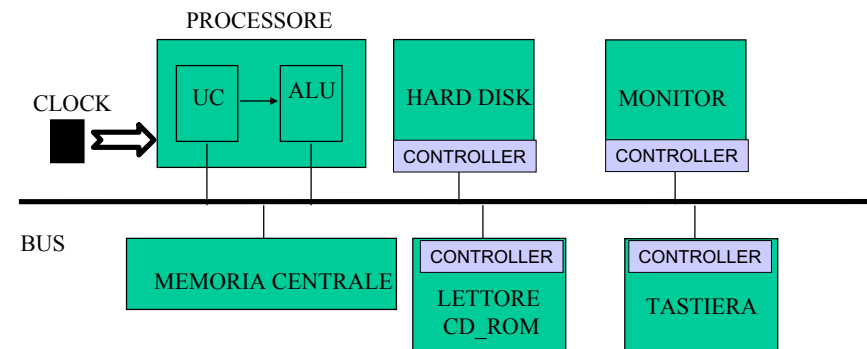 PROCESSORE
CLOCK
UC
ALU
HARD DISK
CONTROLLER
MONITOR
CONTROLLER
BUS
MEMORIA CENTRALE
CONTROLLER
LETTORE
CD_ROM
CONTROLLER
TASTIERA